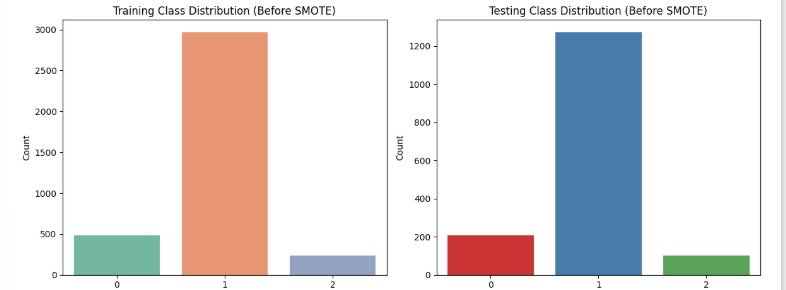 Training Class Distribution (Before SMOTE)
3000
2500
2000
1500
1000
500
0
Count
0 1 2
Testing Class Distribution (Before SMOTE)
1200
1000
800
600
400
200
0
Count
0 1 2